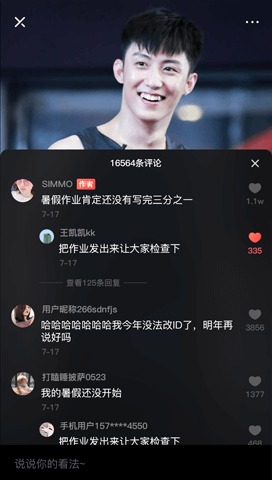 16564条评论
SIMMO 作者
暑假作业肯定还没有写完三分之一
7-17
1.1w
王凯凯kk
把作业发出来让大家检查下
7-17
335
查看125条回复
用户昵称266sdnfjs
哈哈哈哈哈哈哈我今年没法改ID了，明年再
说好吗
7-17
3856
打瞌睡披萨0523
我的暑假还没开始
7-17
1377
手机用户157****4550
把作业发出来让大家检查下
468
说说你的看法~